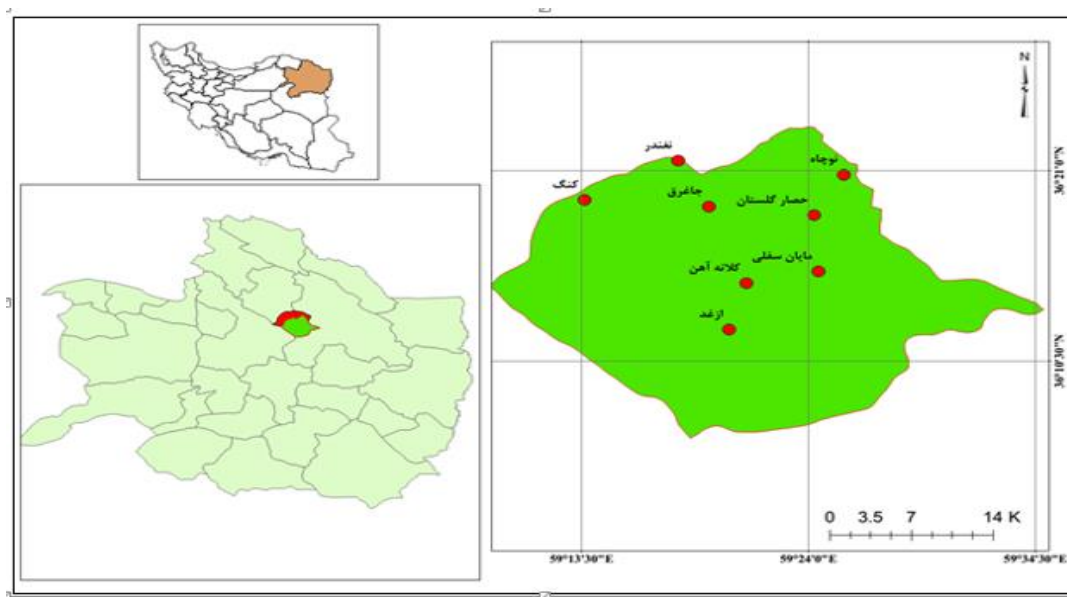 N
نغندر
نوچاه
کنگ
جاغرق
حصار گلستان
مایان سفلی
کلاته آهن
ازغد
36°21'0"N
36°10'30"N
0 3.5 7 14 K
59°13'30"E
59°24'0"E
59°34'30"E